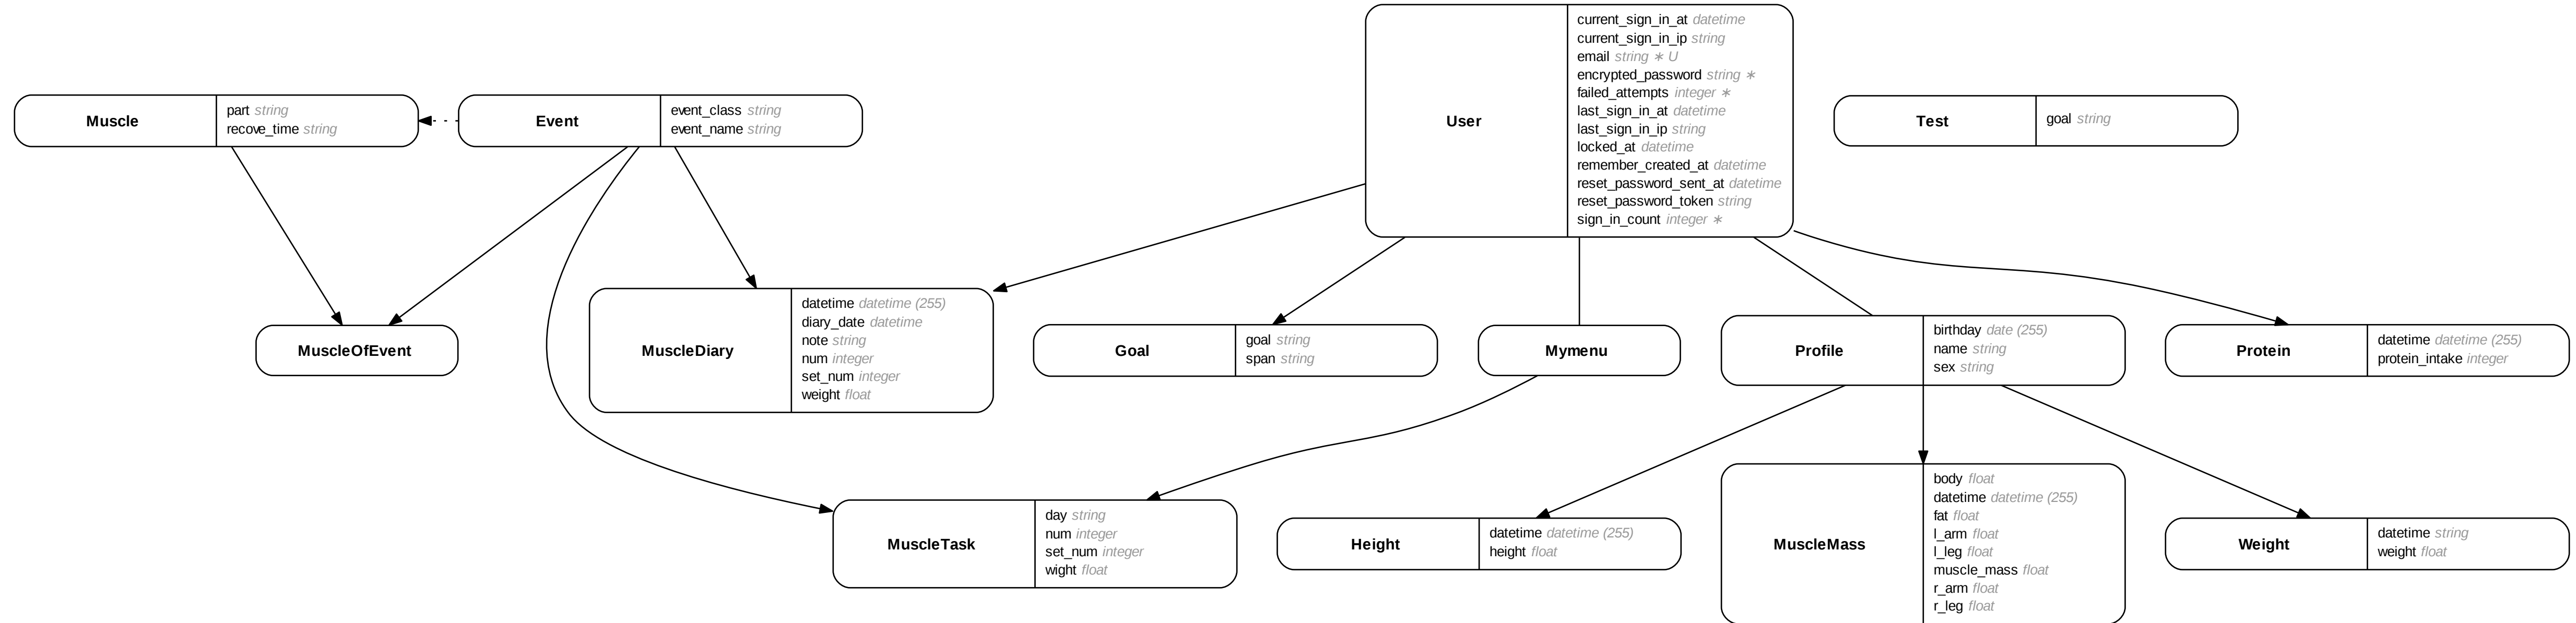 Muscle
part string
recove_time string
Event
event_class string
event_name string
User
current_sign_in_at datetime
current_sign_in_ip string
email string ∗ U
encrypted_password string ∗
failed_attempts integer ∗
last_sign_in_at datetime
last_sign_in_ip string
locked_at datetime
remember_created_at datetime
reset_password_sent_at datetime
reset_password_token string
sign_in_count integer ∗
Test
goal string
MuscleOfEvent
MuscleDiary
datetime datetime (255)
diary_date datetime
note string
num integer
set_num integer
weight float
Goal
goal string
span string
Mymenu
Profile
birthday date (255)
name string
sex string
Protein
datetime datetime (255)
protein_intake integer
MuscleTask
day string
num integer
set_num integer
wight float
Height
datetime datetime (255)
height float
MuscleMass
body float
datetime datetime (255)
fat float
l_arm float
l_leg float
muscle_mass float
r_arm float
r_leg float
Weight
datetime string
weight float